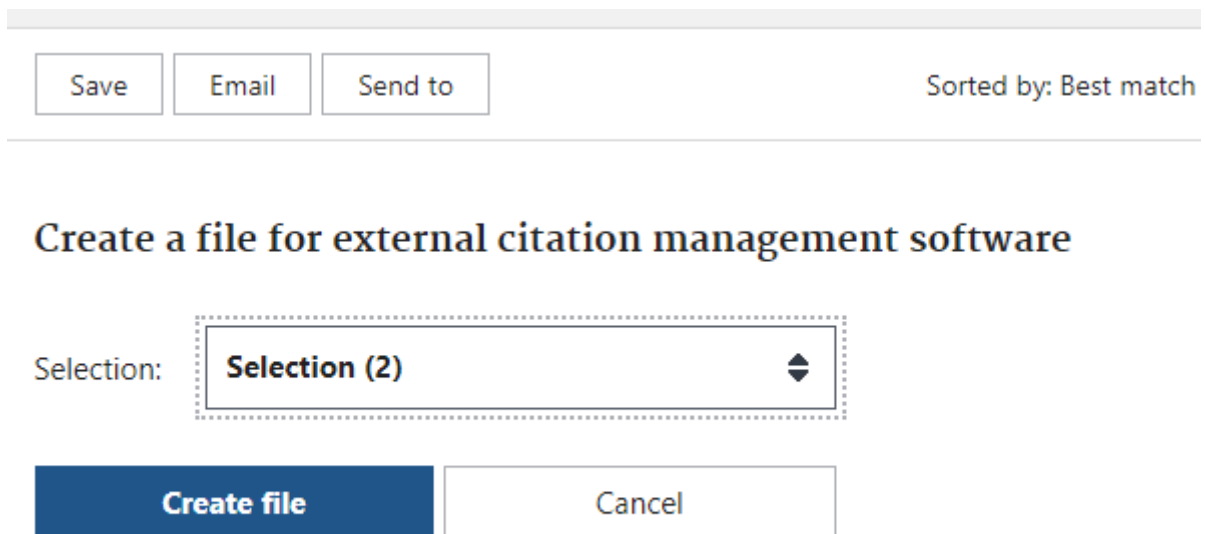 Save Email Send to Sorted by: Best match
Create a file for external citation management software
Selection: Selection (2)
Create file Cancel